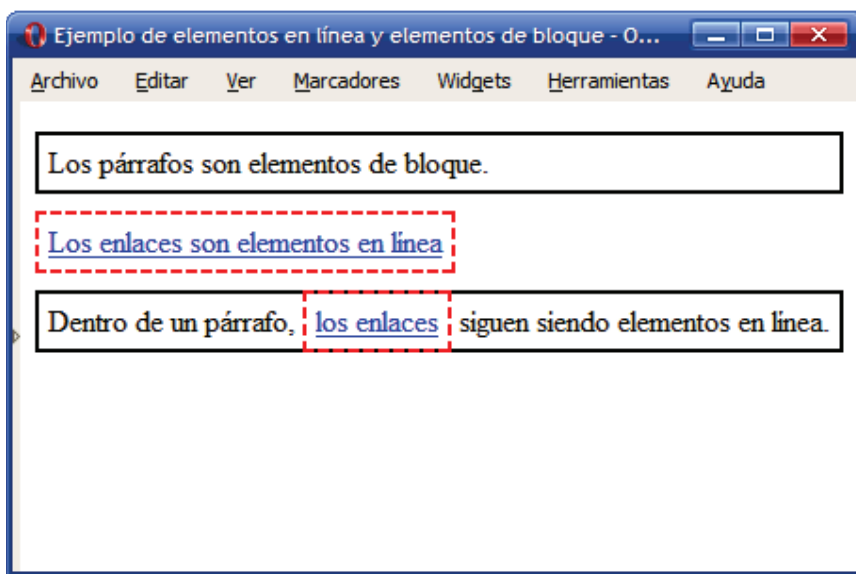 Ejemplo de elementos en línea y elementos de bloque - O...
Archivo Editar Ver Marcadores Widgets Herramientas Ayuda
Los párrafos son elementos de bloque.
Los enlaces son elementos en línea
Dentro de un párrafo, los enlaces siguen siendo elementos en línea.